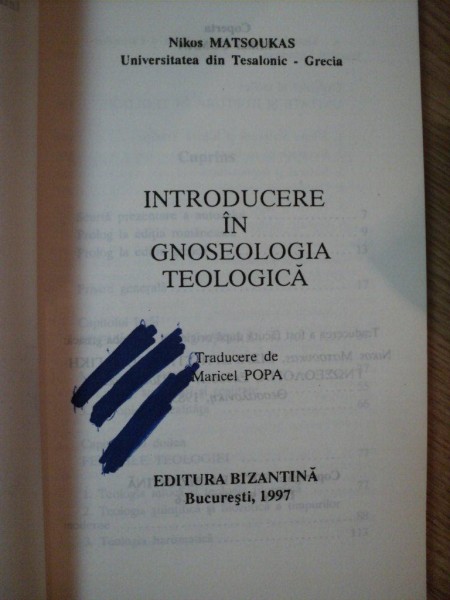 Nikos MATSOUKAS
Universitatea din Tesalonic - Grecia
INTRODUCERE
ÎN
GNOSEOLOGIA
TEOLOGICĂ
Traducere de
Maricel POPA
EDITURA BIZANTINĂ
Bucureşti, 1997